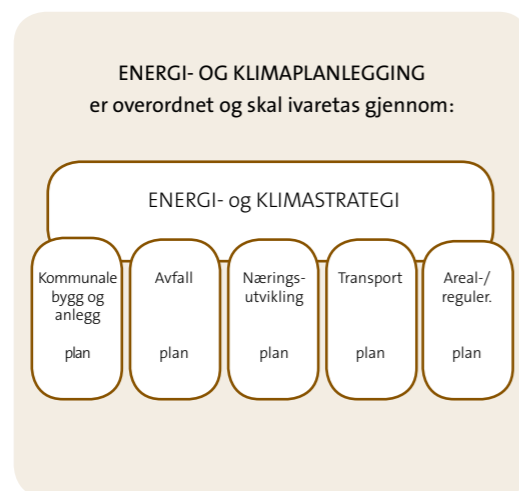 ENERGI- OG KLIMAPLANLEGGING
er overordnet og skal ivaretas gjennom:
ENERGI- og KLIMASTRATEGI
Kommunale
bygg og
anlegg
plan
Avfall
plan
Nærings-
utvikling
plan
Transport
plan
Areal-/
reguler.
plan